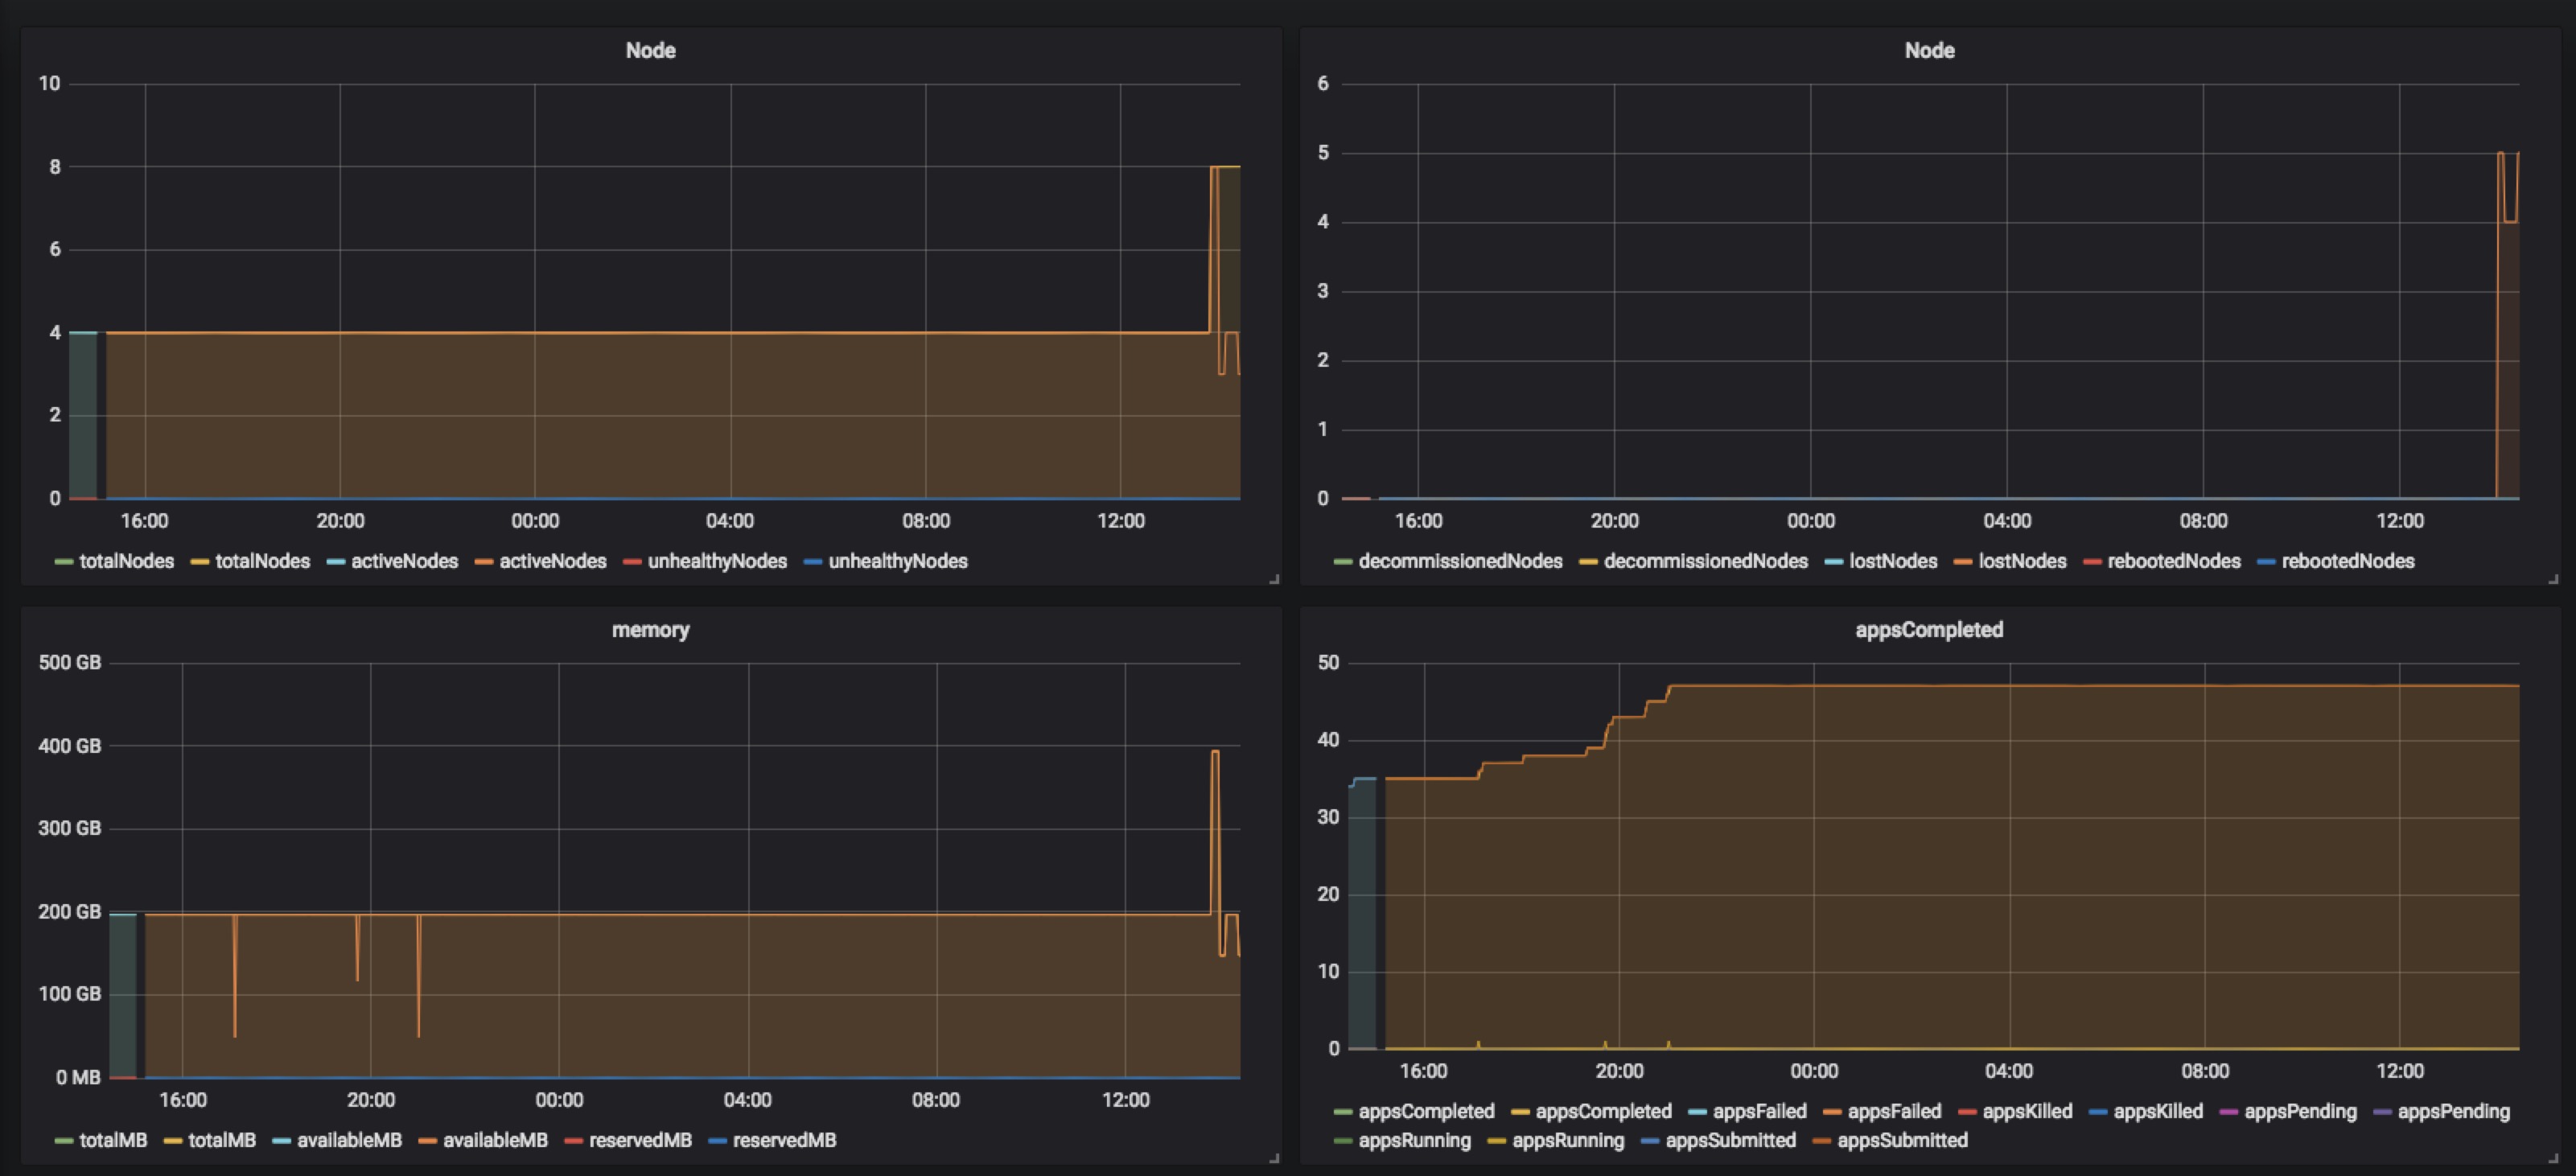 Node
10
8
6
4
2
0
16:00 20:00 00:00 04:00 08:00 12:00
totalNodes totalNodes activeNodes activeNodes unhealthyNodes unhealthyNodes
Node
6
5
4
3
2
1
0
16:00 20:00 00:00 04:00 08:00 12:00
decommissionedNodes decommissionedNodes lostNodes lostNodes rebootedNodes rebootedNodes
memory
500 GB
400 GB
300 GB
200 GB
100 GB
0 MB
16:00 20:00 00:00 04:00 08:00 12:00
totalMB totalMB availableMB availableMB reservedMB reservedMB
appsCompleted
50
40
30
20
10
0
16:00 20:00 00:00 04:00 08:00 12:00
appsCompleted appsCompleted appsFailed appsFailed appsKilled appsKilled appsPending appsPending
appsRunning appsRunning appsSubmitted appsSubmitted